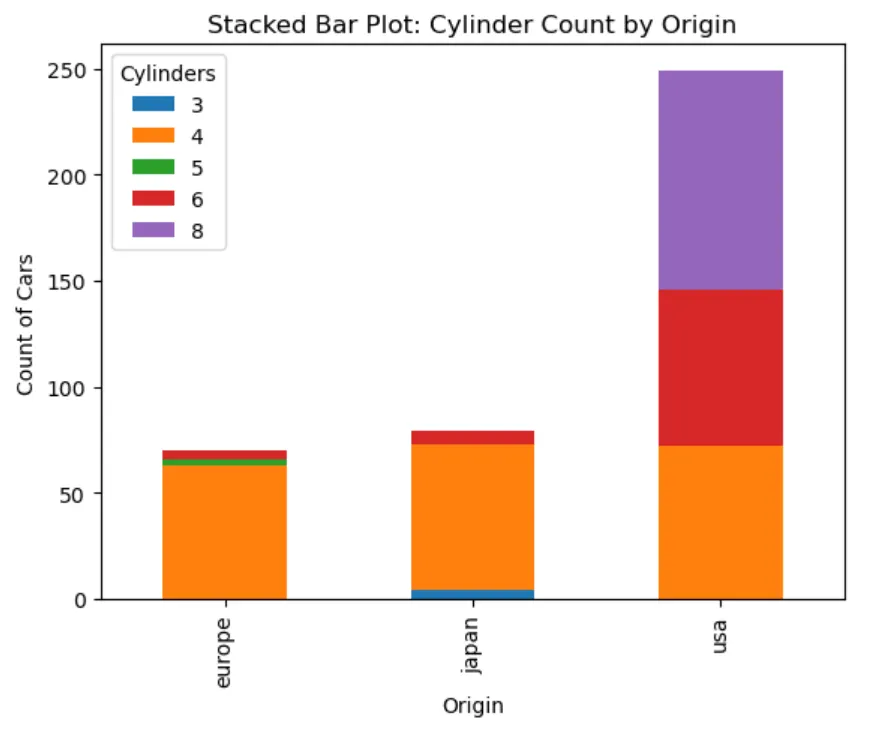 Stacked Bar Plot: Cylinder Count by Origin
Cylinders
3
4
5
6
8
Count of Cars
250
200
150
100
50
0
europe
japan
usa
Origin